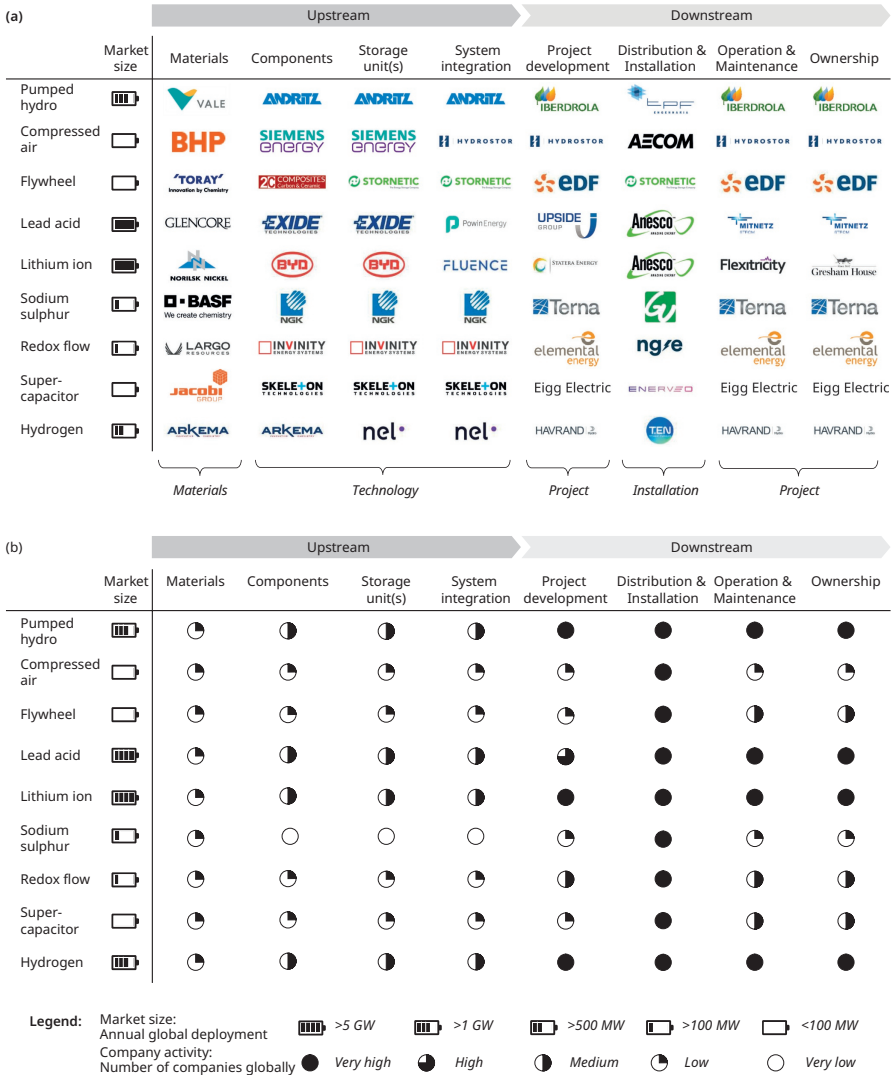 (a)
Upstream Downstream
Market size Materials Components Storage unit(s) System integration Project development Distribution & Installation Operation & Maintenance Ownership
Pumped hydro VALE ANDRITZ ANDRITZ ANDRITZ IBERDROLA tpf IBERDROLA IBERDROLA
Compressed air BHP SIEMENS energy SIEMENS energy HYDROSTOR HYDROSTOR AECOM HYDROSTOR HYDROSTOR
Flywheel 'TORAY' Innovation by Chemistry 2C COMPOSITES Carbon & Ceramic STORNETIC STORNETIC eDF STORNETIC eDF eDF
Lead acid GLENCORE EXIDE TECHNOLOGIES EXIDE TECHNOLOGIES Powin Energy UPSIDE GROUP Anesco MITNETZ STROM MITNETZ STROM
Lithium ion NORILSK NICKEL BYD BYD FLUENCE STATERA ENERGY Anesco Flexitricity Gresham House
Sodium sulphur BASF We create chemistry NGK NGK NGK Terna Terna Terna
Redox flow LARGO RESOURCES INVINITY ENERGY SYSTEMS INVINITY ENERGY SYSTEMS INVINITY ENERGY SYSTEMS elemental energy ngse elemental energy elemental energy
Super-capacitor JACOBI GROUP SKELETON TECHNOLOGIES SKELETON TECHNOLOGIES SKELETON TECHNOLOGIES Eigg Electric ENERVEO Eigg Electric Eigg Electric
Hydrogen ARKEMA ARKEMA nel nel HAVRAND TEN HAVRAND HAVRAND
Materials Technology Project Installation Project
(b)
Upstream Downstream
Market size Materials Components Storage unit(s) System integration Project development Distribution & Installation Operation & Maintenance Ownership
Pumped hydro
Compressed air
Flywheel
Lead acid
Lithium ion
Sodium sulphur
Redox flow
Super-capacitor
Hydrogen
Legend: Market size: Annual global deployment >5 GW >1 GW >500 MW >100 MW <100 MW
Company activity: Number of companies globally Very high High Medium Low Very low